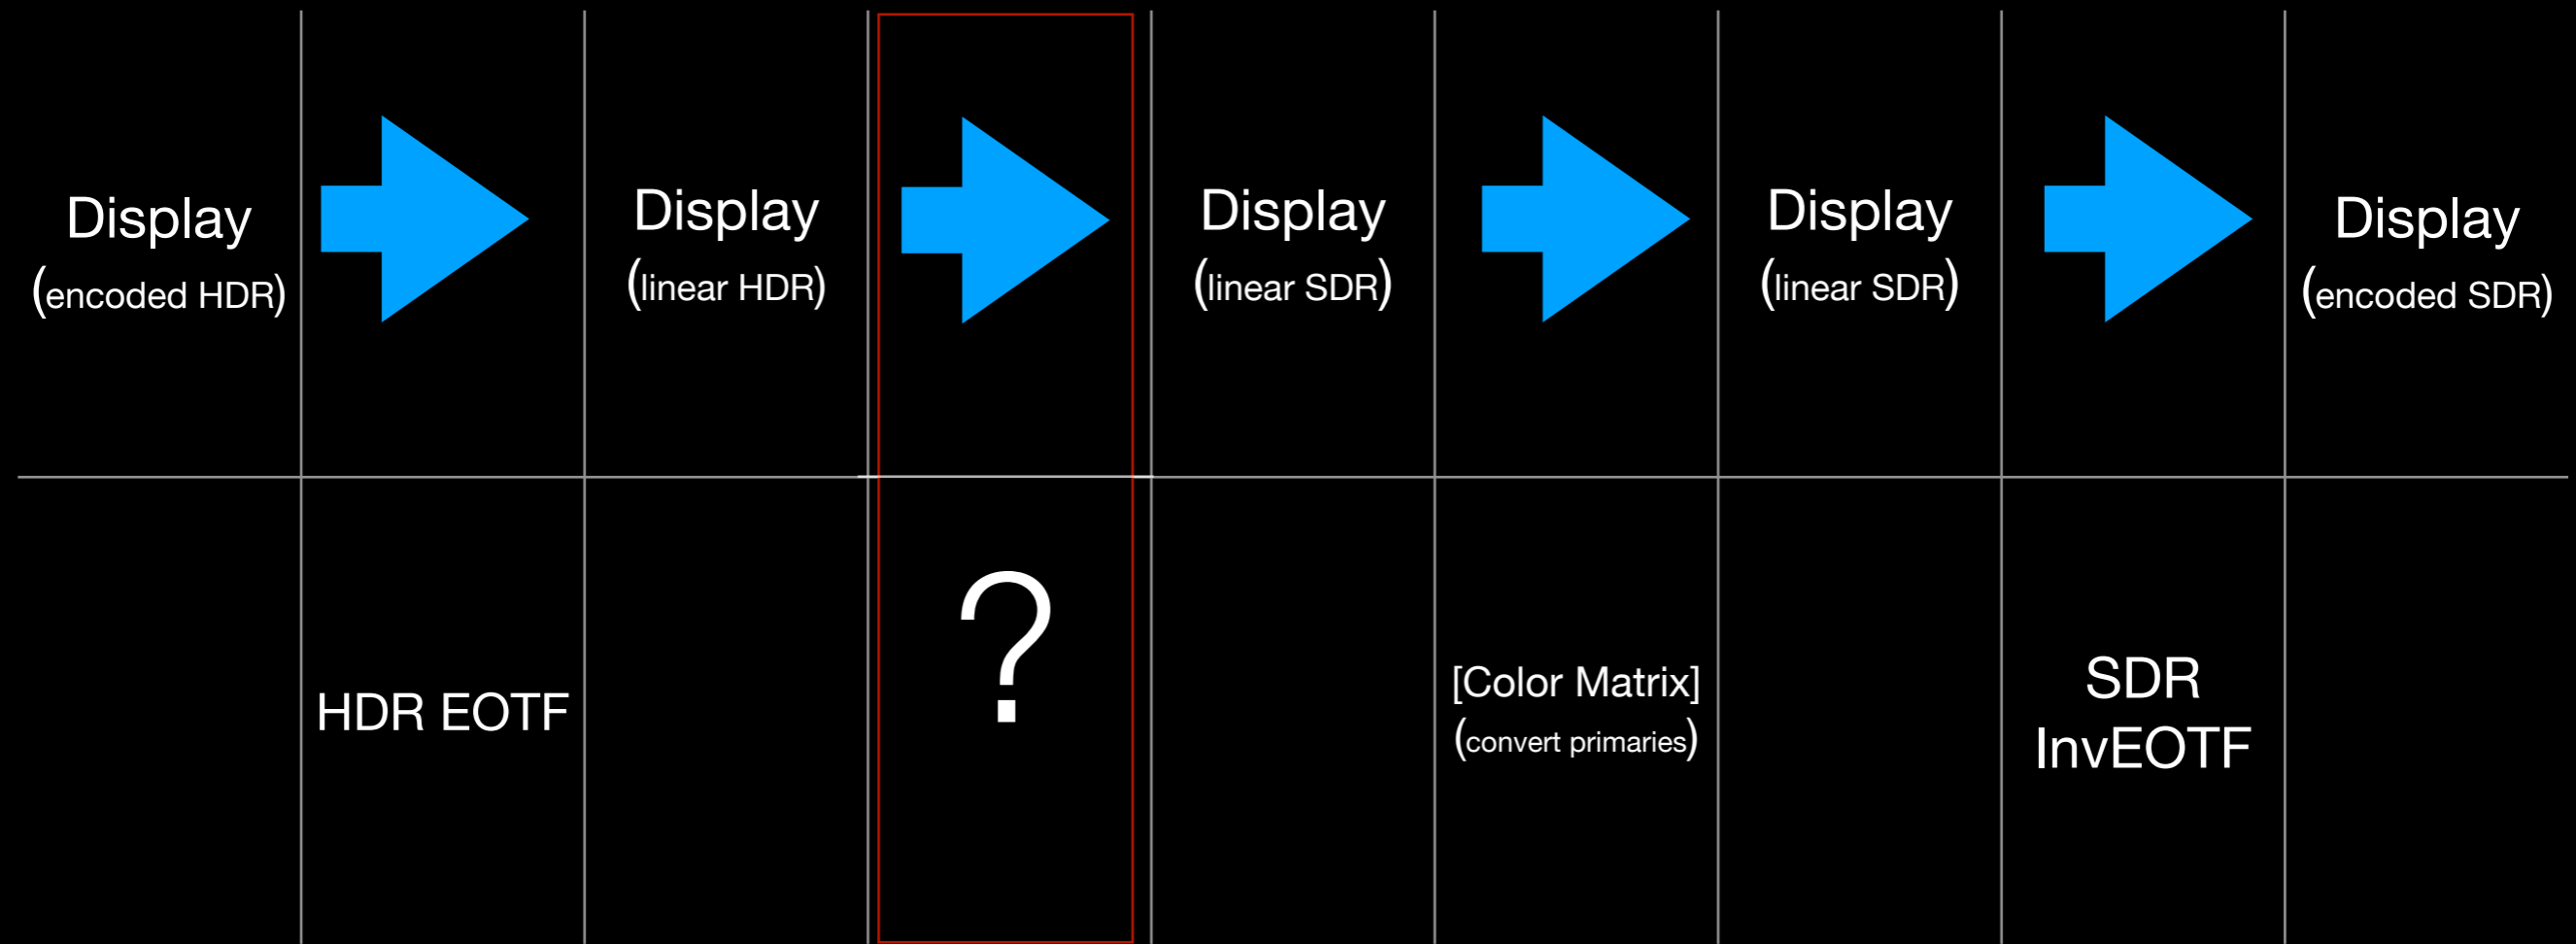 Display
(encoded HDR)
Display
(linear HDR)
Display
(linear SDR)
Display
(linear SDR)
Display
(encoded SDR)
HDR EOTF
?
[Color Matrix]
(convert primaries)
SDR
InvEOTF